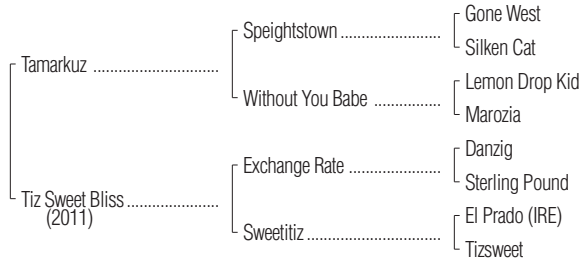 Gone West
Speightstown
Silken Cat
Tamarkuz
Lemon Drop Kid
Without You Babe
Marozia
Danzig
Exchange Rate
Sterling Pound
Tiz Sweet Bliss
(2011)
El Prado (IRE)
Sweetitiz
Tizsweet